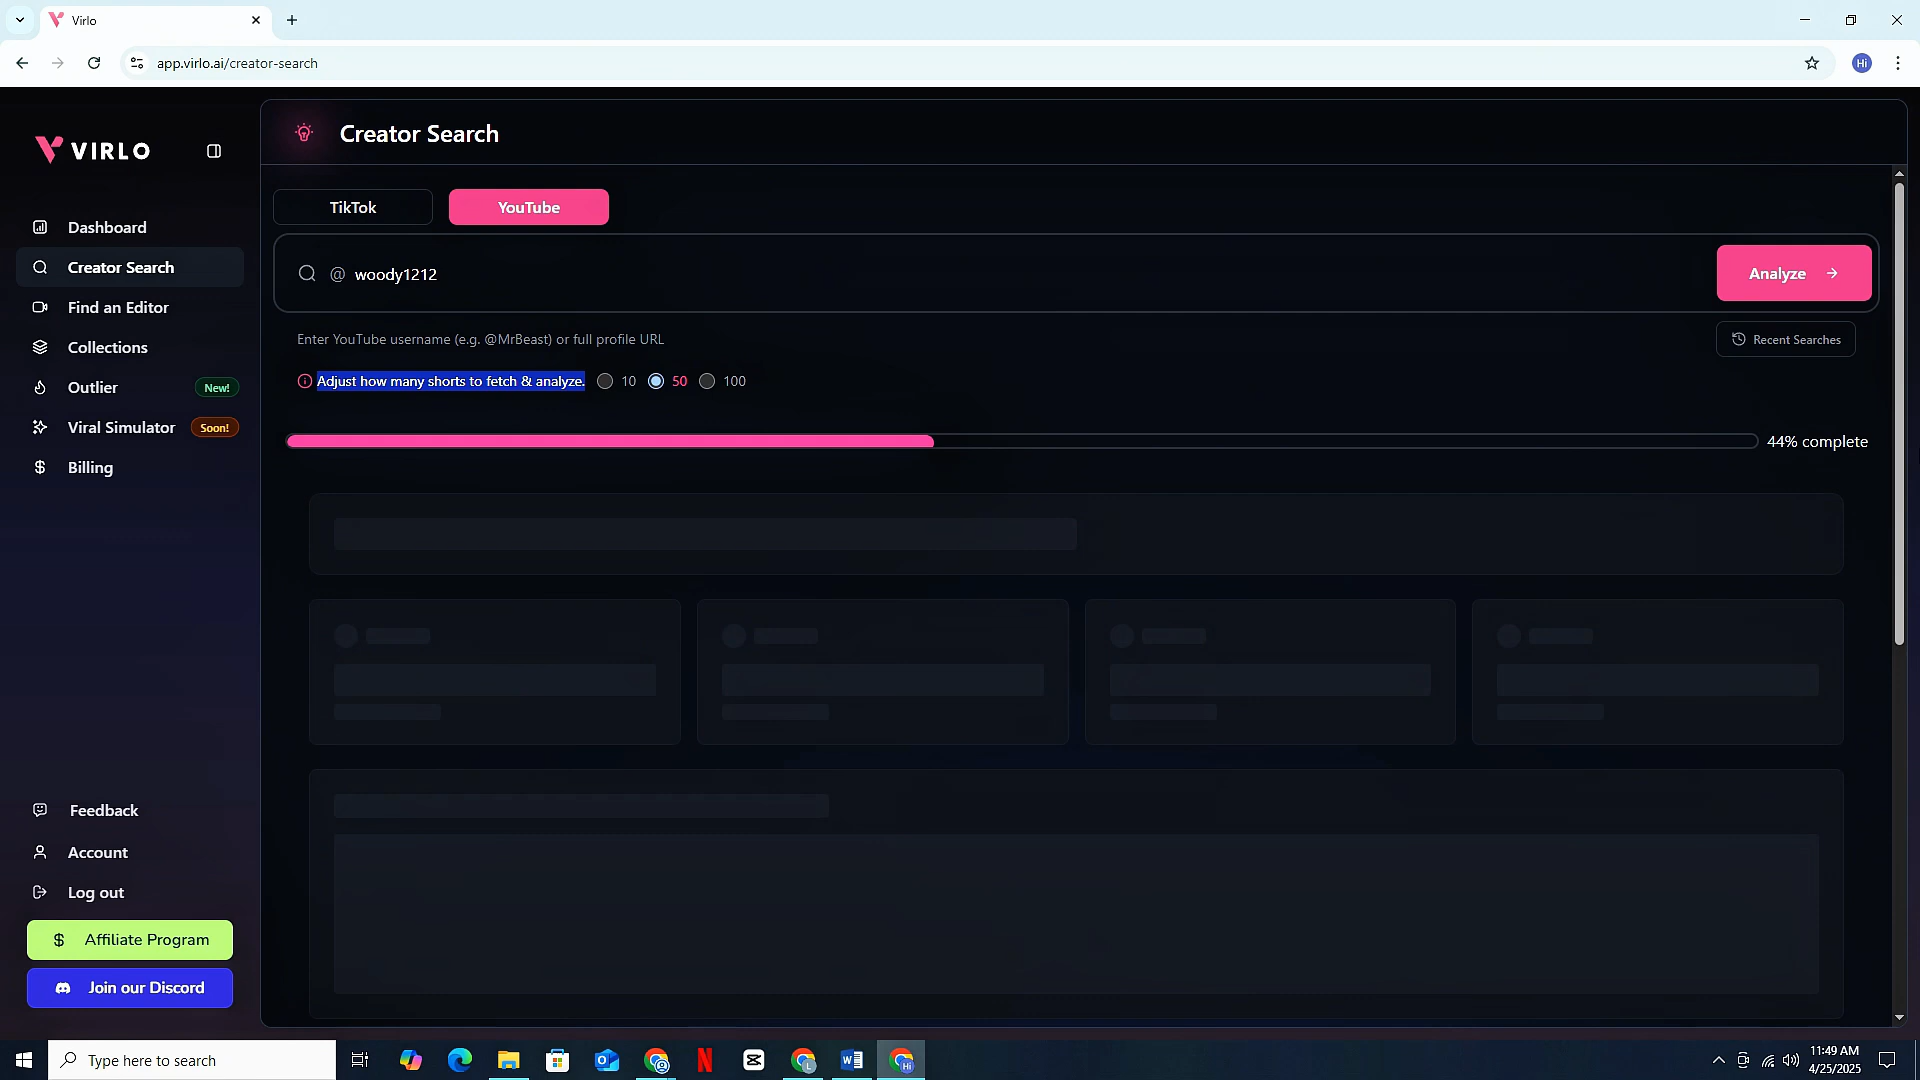 Virlo
app.virlo.ai/creator-search
Hi
VIRLO
Dashboard
Creator Search
Find an Editor
Collections
Outlier New!
Viral Simulator Soon!
Billing
Feedback
Account
Log out
$ Affiliate Program
Join our Discord
Creator Search
TikTok YouTube
@ woody1212
Analyze →
Enter YouTube username (e.g. @MrBeast) or full profile URL
Recent Searches
Adjust how many shorts to fetch & analyze. 10 50 100
44% complete
Type here to search
11:49 AM
4/25/2025